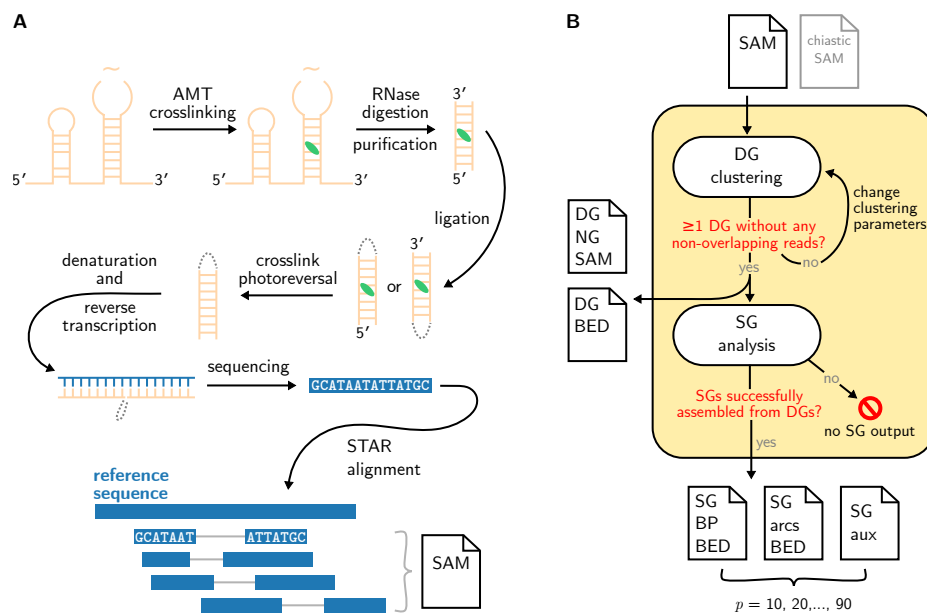 A
AMT
crosslinking
RNase
digestion
purification
3′
5′
5′
3′
5′
3′
ligation
denaturation and
reverse
transcription
crosslink
photoreversal
or
3′
5′
sequencing
GCATAATATTATGC
STAR
alignment
reference
sequence
GCATAAT
ATTATGC
SAM
B
SAM
chiastic
SAM
DG
clustering
change
clustering
parameters
≥1 DG without any
non-overlapping reads?
no
yes
DG
NG
SAM
DG
BED
SG
analysis
no
SGs successfully
assembled from DGs?
no SG output
yes
SG
BP
BED
SG
arcs
BED
SG
aux
p = 10, 20,..., 90